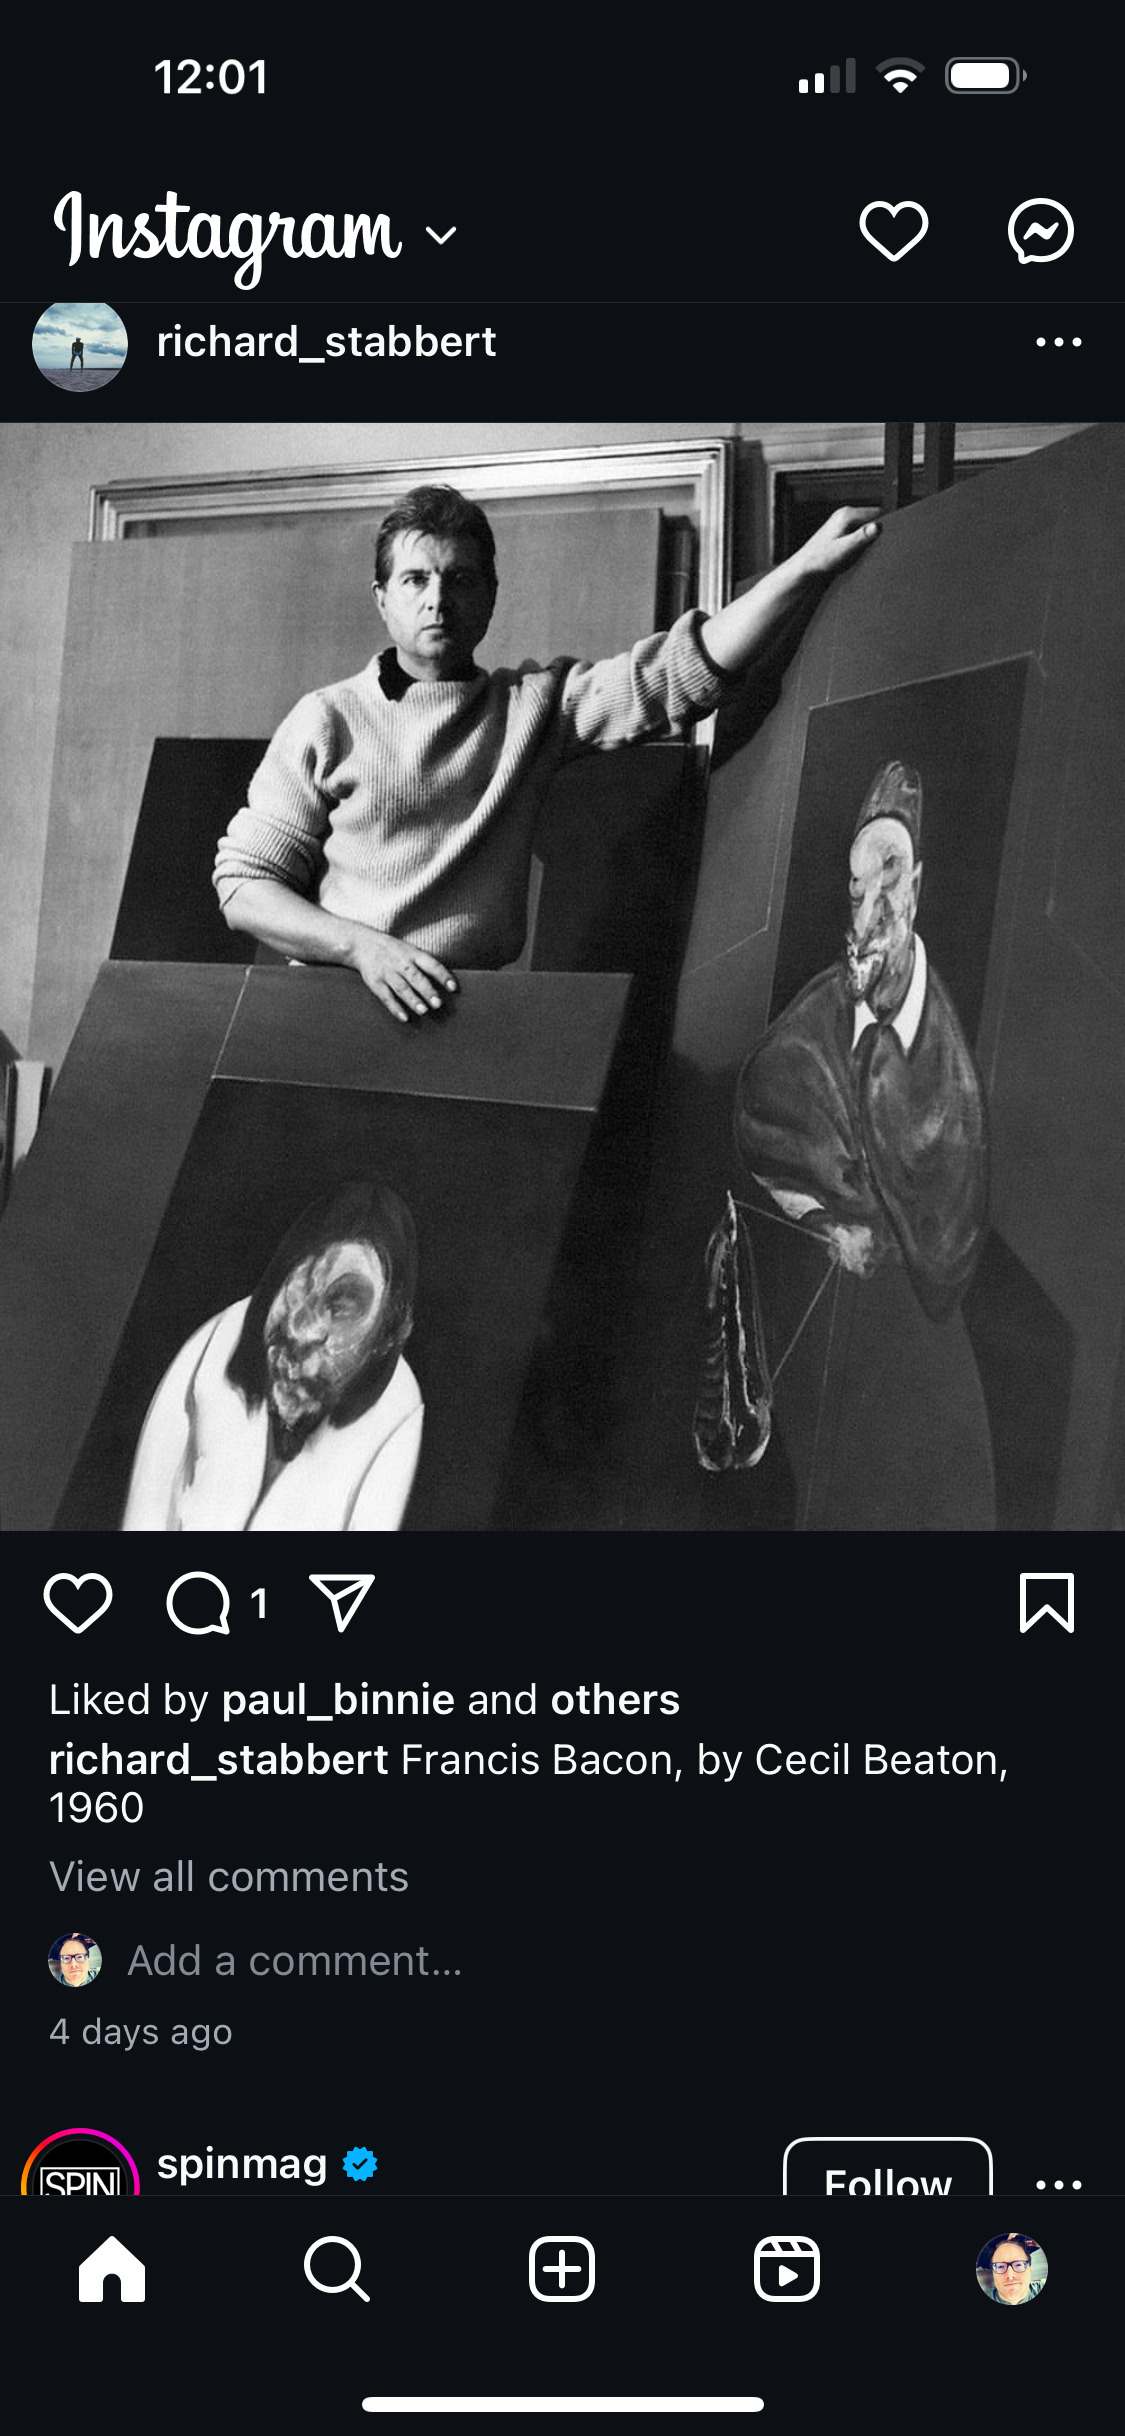 12:01
Instagram
richard_stabbert
1
Liked by paul_binnie and others
richard_stabbert Francis Bacon, by Cecil Beaton,
1960
View all comments
Add a comment...
4 days ago
SPIN
spinmag
Follow